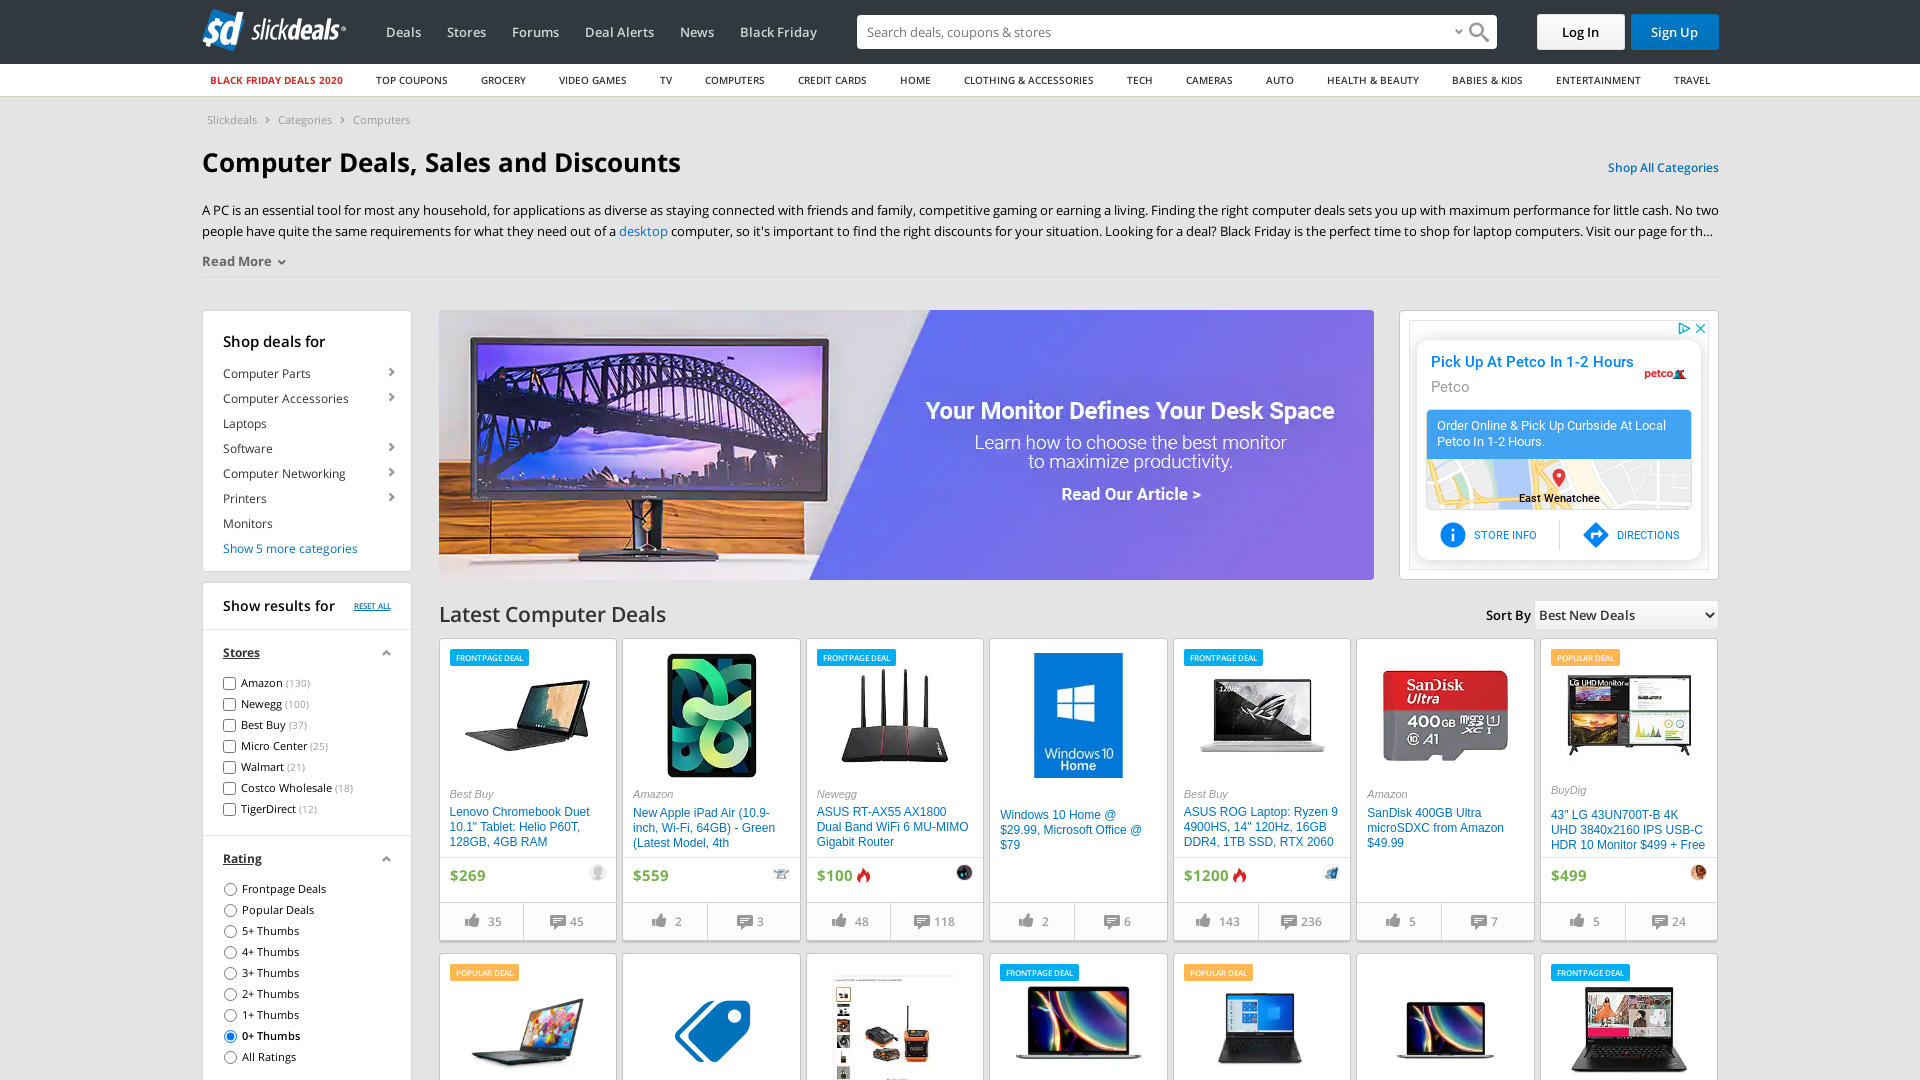 sd slickdeals
Deals
Stores
Forums
Deal Alerts
News
Black Friday
Search deals, coupons & shopping
Log In
Sign Up
BLACK FRIDAY DEALS 2020
TOP COUPONS
GROCERY
VIDEO GAMES
TV
COMPUTERS
CREDIT CARDS
HOME
CLOTHING & ACCESSORIES
TECH
CAMERAS
AUTO
HEALTH & BEAUTY
BABIES & KIDS
ENTERTAINMENT
TRAVEL
Slickdeals
Categories
Computers
Computer Deals, Sales and Discounts
Shop All Categories
A PC is an essential tool for most any household, for applications as diverse as staying connected with friends and family, competitive gaming or earning a living. Finding the right computer deals sets you up with maximum performance for little cash. No two
people have quite the same requirements for what they need out of a desktop computer, so it's important to find the right discounts for your situation. Looking for a deal? Black Friday is the perfect time to shop for laptop computers. Visit our page for th...
Read More
Shop deals for
Computer Parts
Computer Accessories
Laptops
Software
Computer Networking
Printers
Monitors
Show 5 more categories
Your Monitor Defines Your Desk Space
Learn how to choose the best monitor
to maximize productivity.
Read Our Article >
Pick Up At Petco In 1-2 Hours
Petco
petco
Order Online & Pick Up Curbside At Local
Petco In 1-2 Hours.
East Wenatchee
STORE INFO
DIRECTIONS
Show results for
RESET ALL
Stores
Amazon (130)
Newegg (100)
Best Buy (37)
Micro Center (25)
Walmart (21)
Costco Wholesale (18)
TigerDirect (12)
Rating
Frontpage Deals
Popular Deals
5+ Thumbs
4+ Thumbs
3+ Thumbs
2+ Thumbs
1+ Thumbs
0+ Thumbs
All Ratings
Latest Computer Deals
Sort By
Best New Deals
FRONTPAGE DEAL
Best Buy
Lenovo Chromebook Duet
10.1" Tablet: Helio P60T,
128GB, 4GB RAM
$269
35
45
Amazon
New Apple iPad Air (10.9-
inch, Wi-Fi, 64GB) - Green
(Latest Model, 4th
$559
2
3
FRONTPAGE DEAL
Newegg
ASUS RT-AX55 AX1800
Dual Band WiFi 6 MU-MIMO
Gigabit Router
$100
48
118
Windows 10
Home
Windows 10 Home @
$29.99, Microsoft Office @
$79
2
6
FRONTPAGE DEAL
120Hz
Best Buy
ASUS ROG Laptop: Ryzen 9
4900HS, 14" 120Hz, 16GB
DDR4, 1TB SSD, RTX 2060
$1200
143
236
SanDisk
Ultra
400GB micro SD XC I
10 A1
Amazon
SanDisk 400GB Ultra
microSDXC from Amazon
$49.99
5
7
POPULAR DEAL
LG UHD Monitor
BuyDig
43" LG 43UN700T-B 4K
UHD 3840x2160 IPS USB-C
HDR 10 Monitor $499 + Free
$499
5
24
POPULAR DEAL
FRONTPAGE DEAL
POPULAR DEAL
FRONTPAGE DEAL